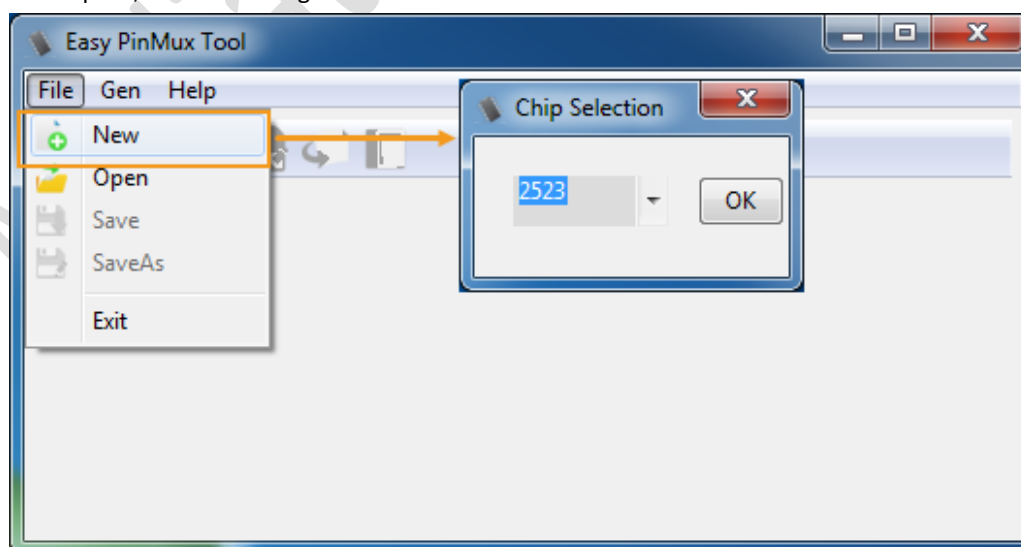 Easy PinMux Tool
File Gen Help
Chip Selection
New
Open
2523
OK
Save
SaveAs
Exit